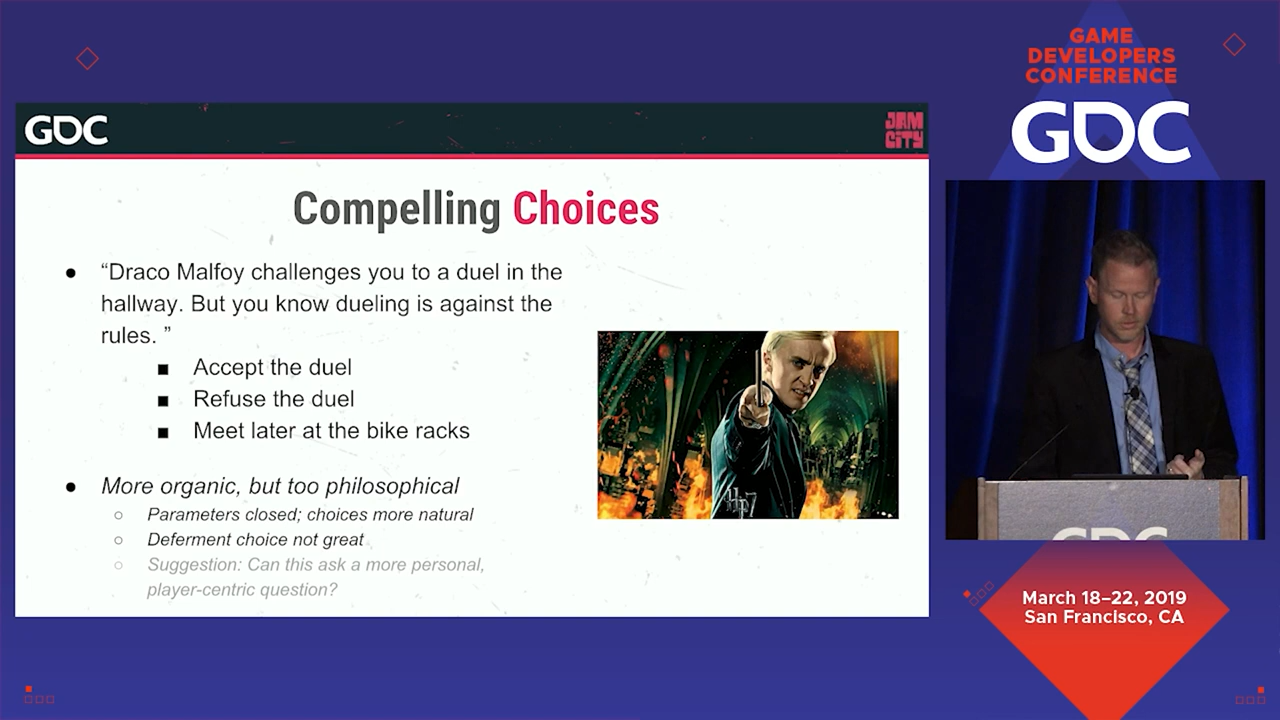 GAME
DEVELOPERS
CONFERENCE
GDC
GDC
JAM
CITY
Compelling Choices
● “Draco Malfoy challenges you to a duel in the
hallway. But you know dueling is against the
rules. ”
■ Accept the duel
■ Refuse the duel
■ Meet later at the bike racks
● More organic, but too philosophical
○ Parameters closed; choices more natural
○ Deferment choice not great
○ Suggestion: Can this ask a more personal,
player-centric question?
GDC
March 18–22, 2019
San Francisco, CA